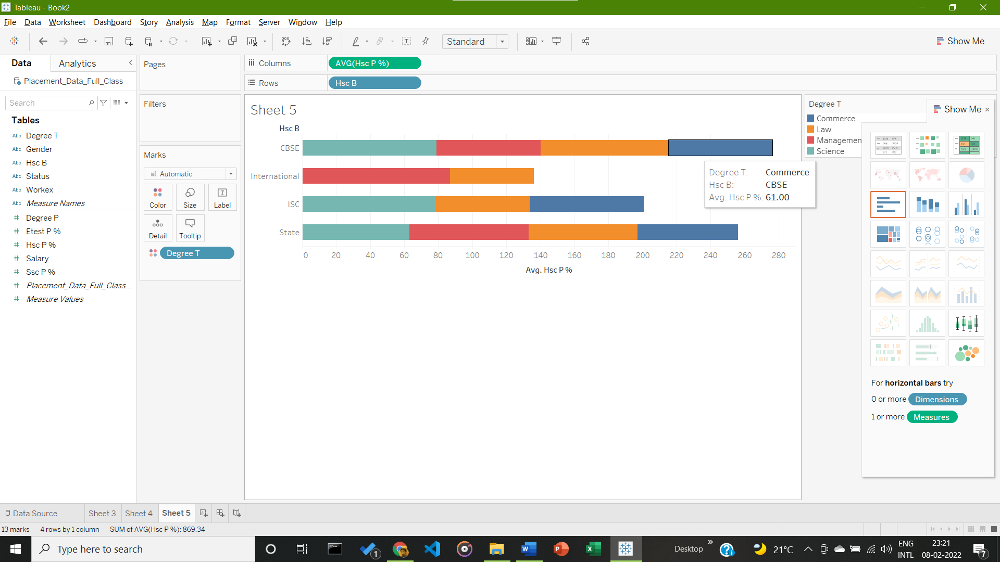 Tableau - Book2
File Data Worksheet Dashboard Story Analysis Map Format Server Window Help
Standard
Show Me
Data Analytics
Placement_Data_Full_Class
Search
Tables
Abc Degree T
Abc Gender
Abc Hsc B
Abc Status
Abc Workex
Abc Measure Names
# Degree P
# Etest P %
# Hsc P %
# Salary
# Ssc P %
# Placement_Data_Full_Class...
# Measure Values
Pages
Filters
Marks
Automatic
Color Size Label
Detail Tooltip
Degree T
Columns AVG(Hsc P %)
Rows Hsc B
Sheet 5
Hsc B
CBSE
International
ISC
State
0 20 40 60 80 100 120 140 160 180 200 220 240 260 280
Avg. Hsc P %
Degree T: Commerce
Hsc B: CBSE
Avg. Hsc P %: 61.00
Degree T
Commerce
Law
Managemen
Science
Show Me ×
For horizontal bars try
0 or more Dimensions
1 or more Measures
Data Source Sheet 3 Sheet 4 Sheet 5
13 marks 4 rows by 1 column SUM of AVG(Hsc P %): 869.34
Type here to search
1
Desktop
21°C
ENG
INTL
23:21
08-02-2022
7